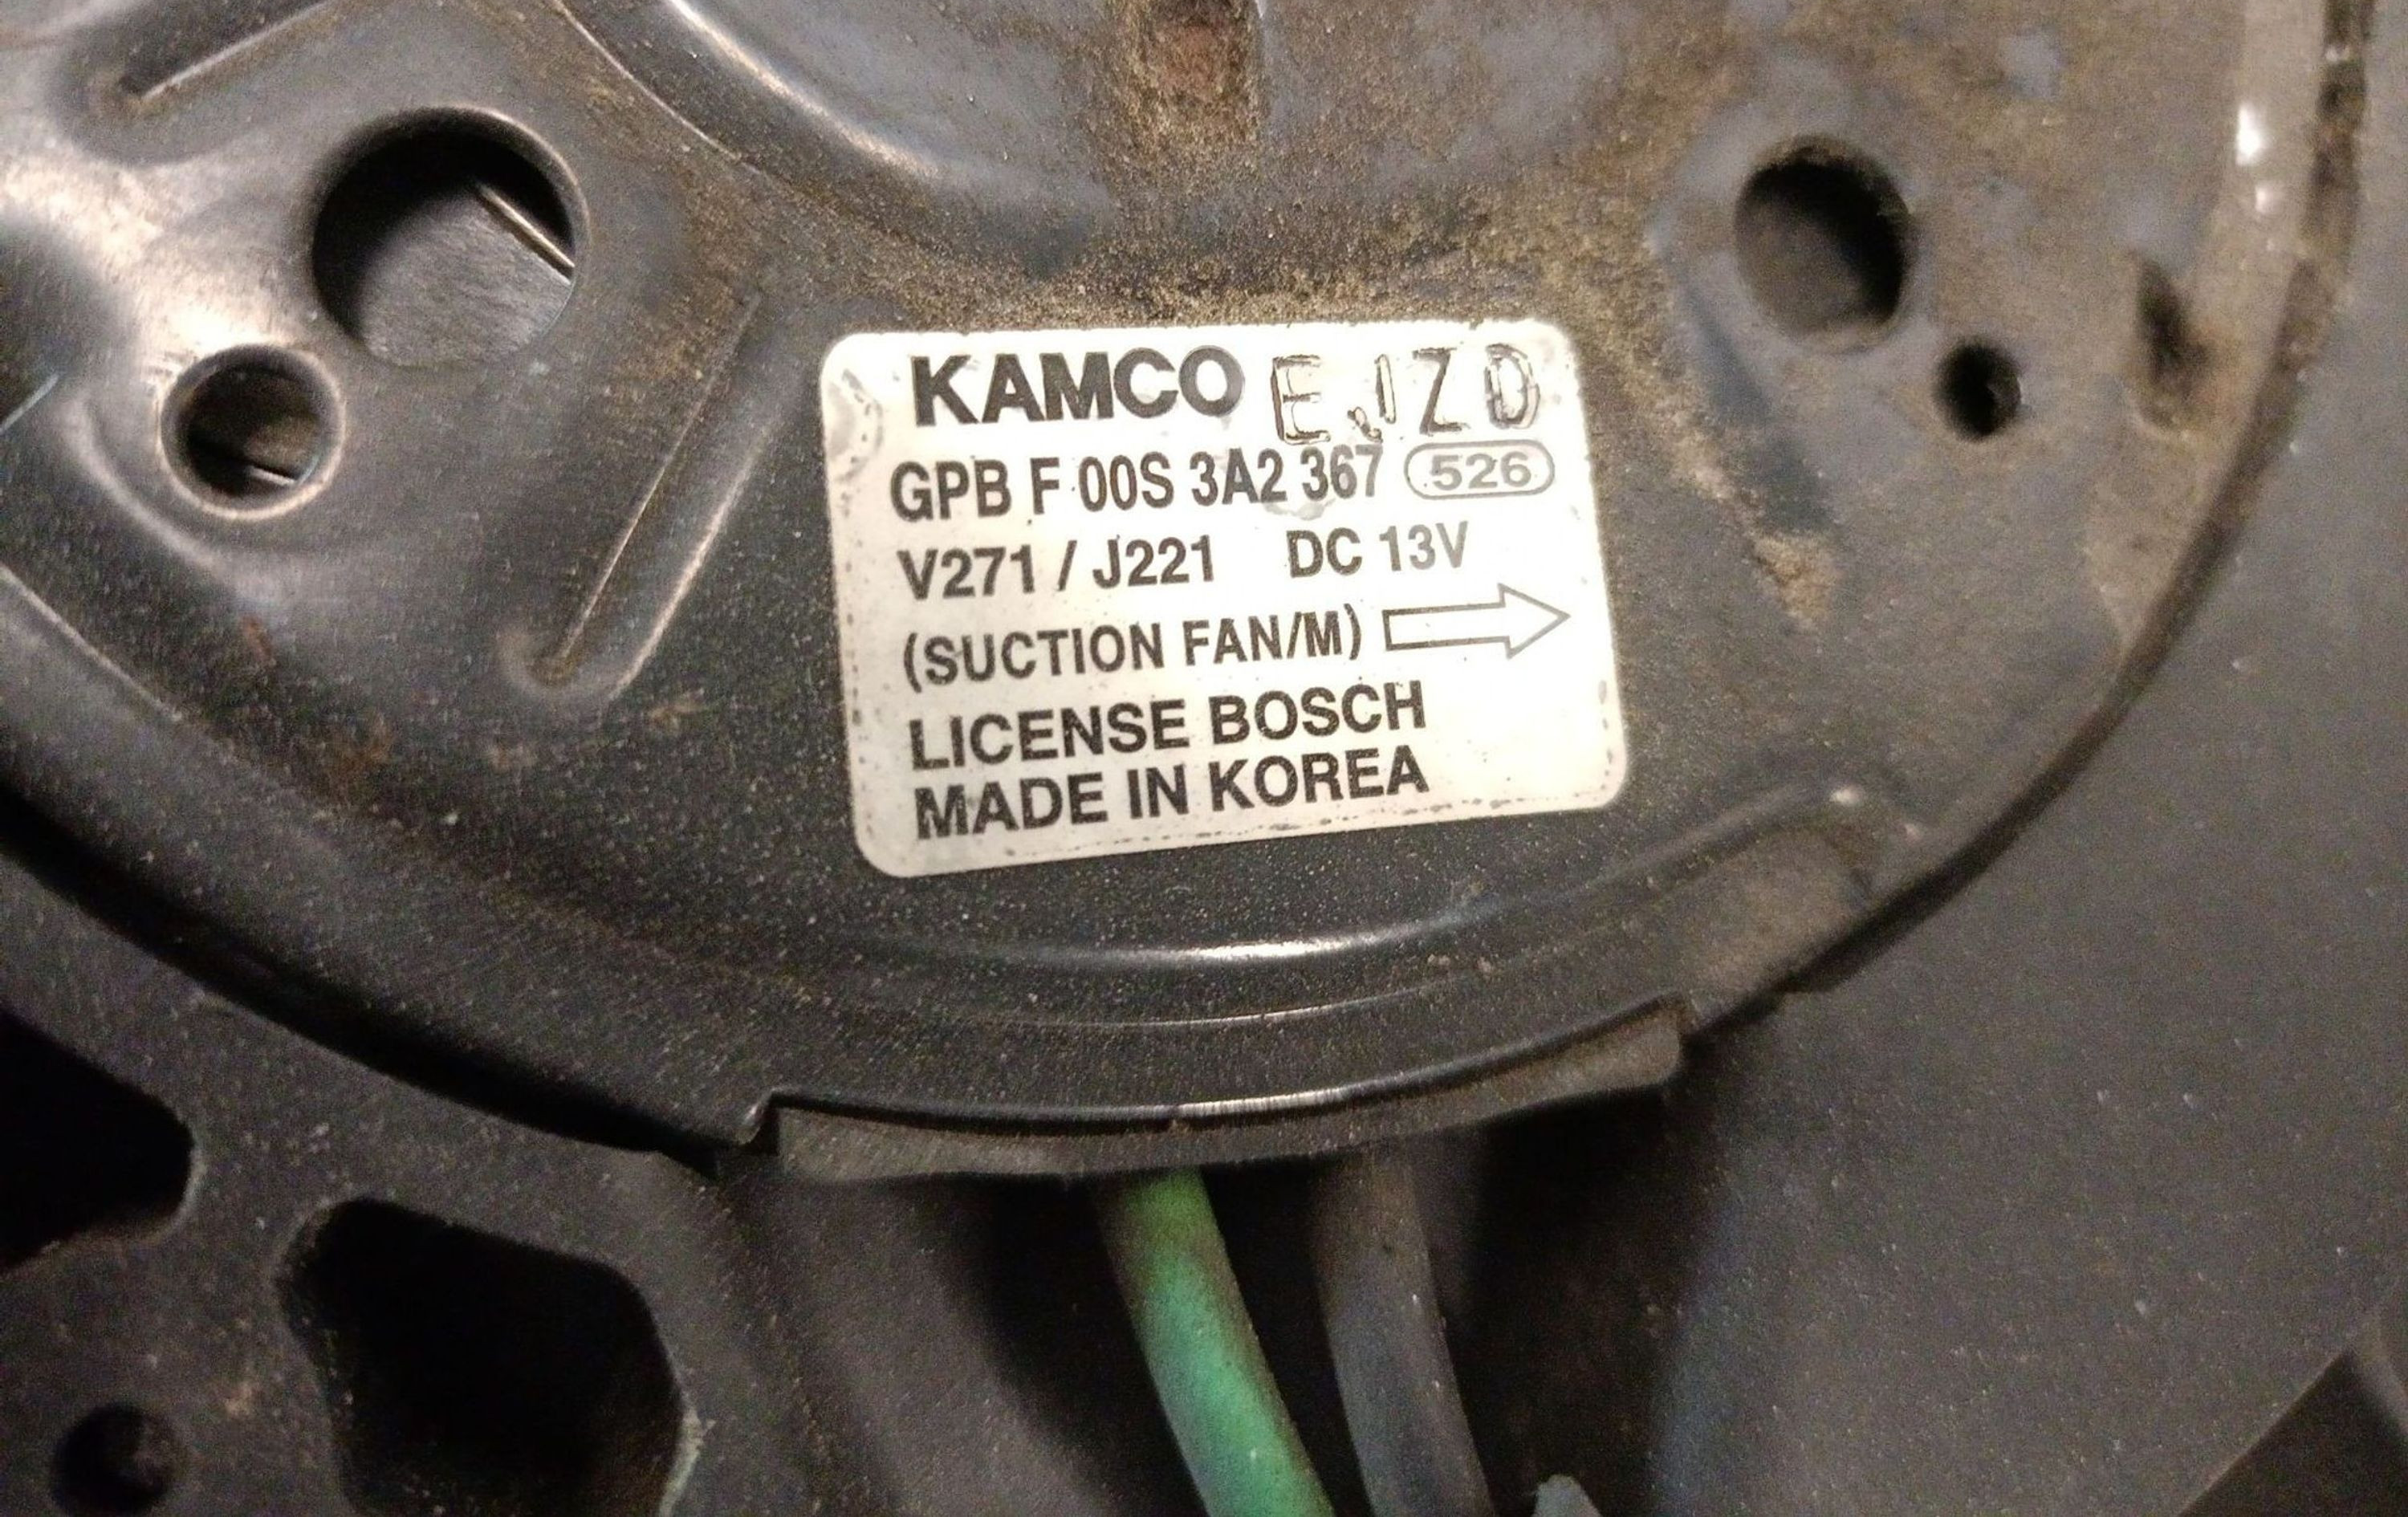 KAMCO
GPB F 00S 3A2 367 526
V271 / J221 DC 13V
(SUCTION FAN/M)
LICENSE BOSCH
MADE IN KOREA